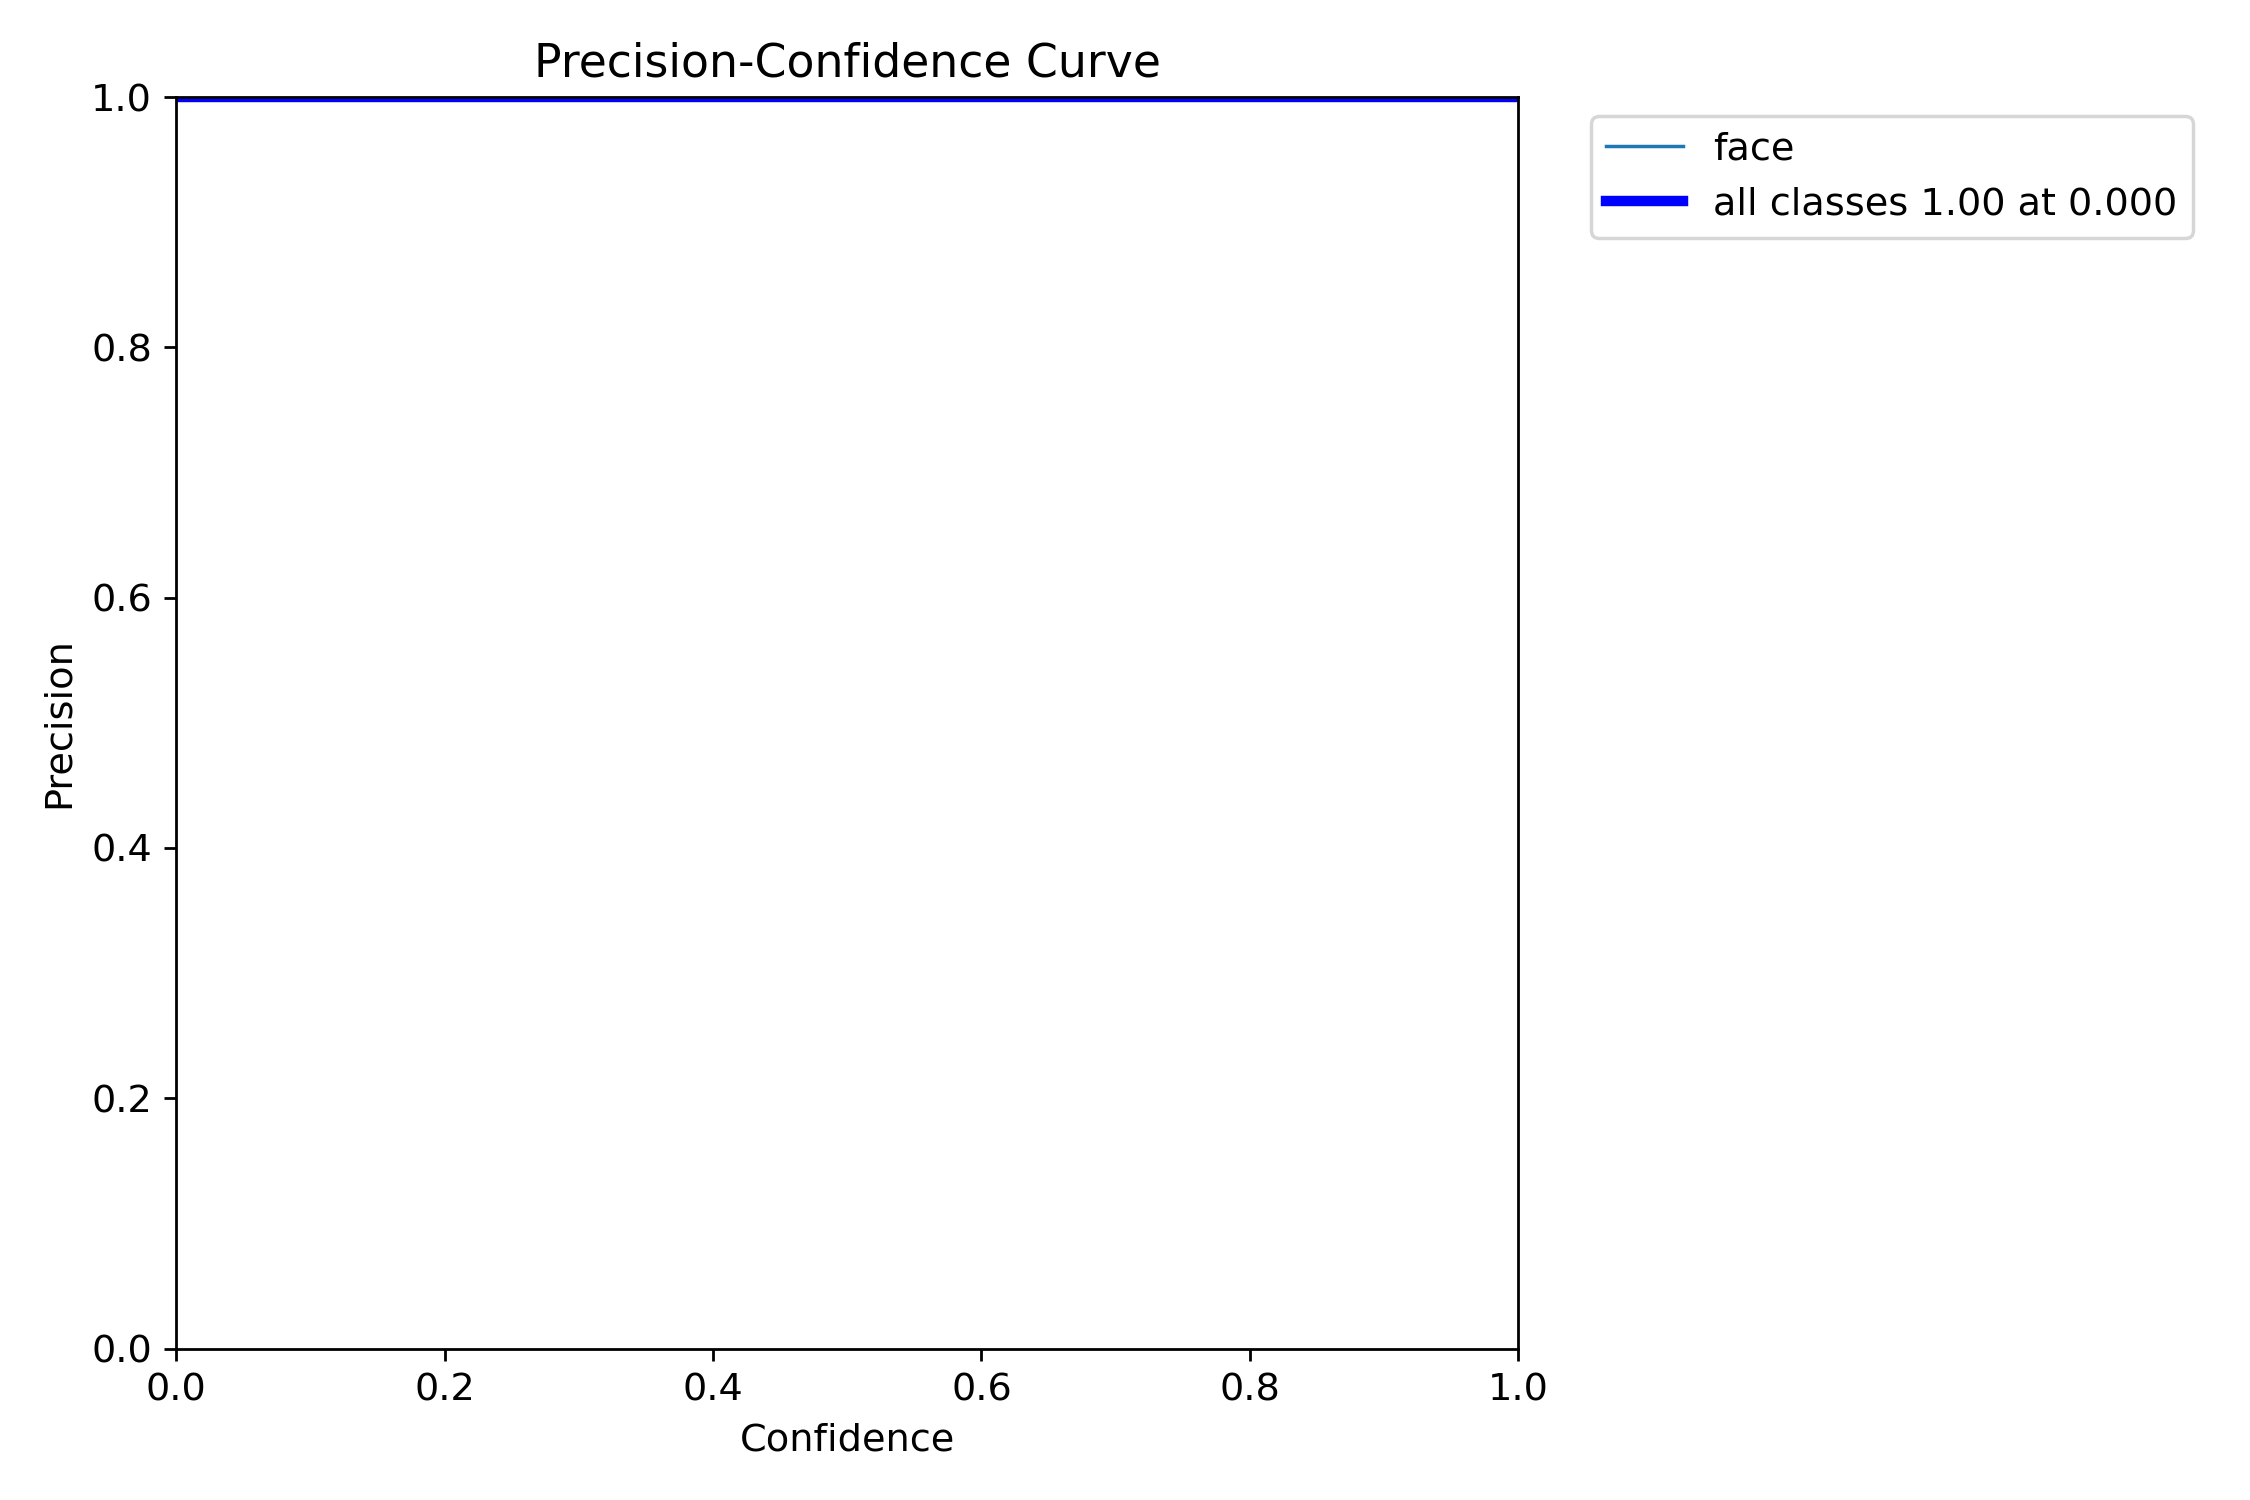 Precision-Confidence Curve
1.0
0.8
0.6
0.4
0.2
0.0
Precision
0.0 0.2 0.4 0.6 0.8 1.0
Confidence
face
all classes 1.00 at 0.000